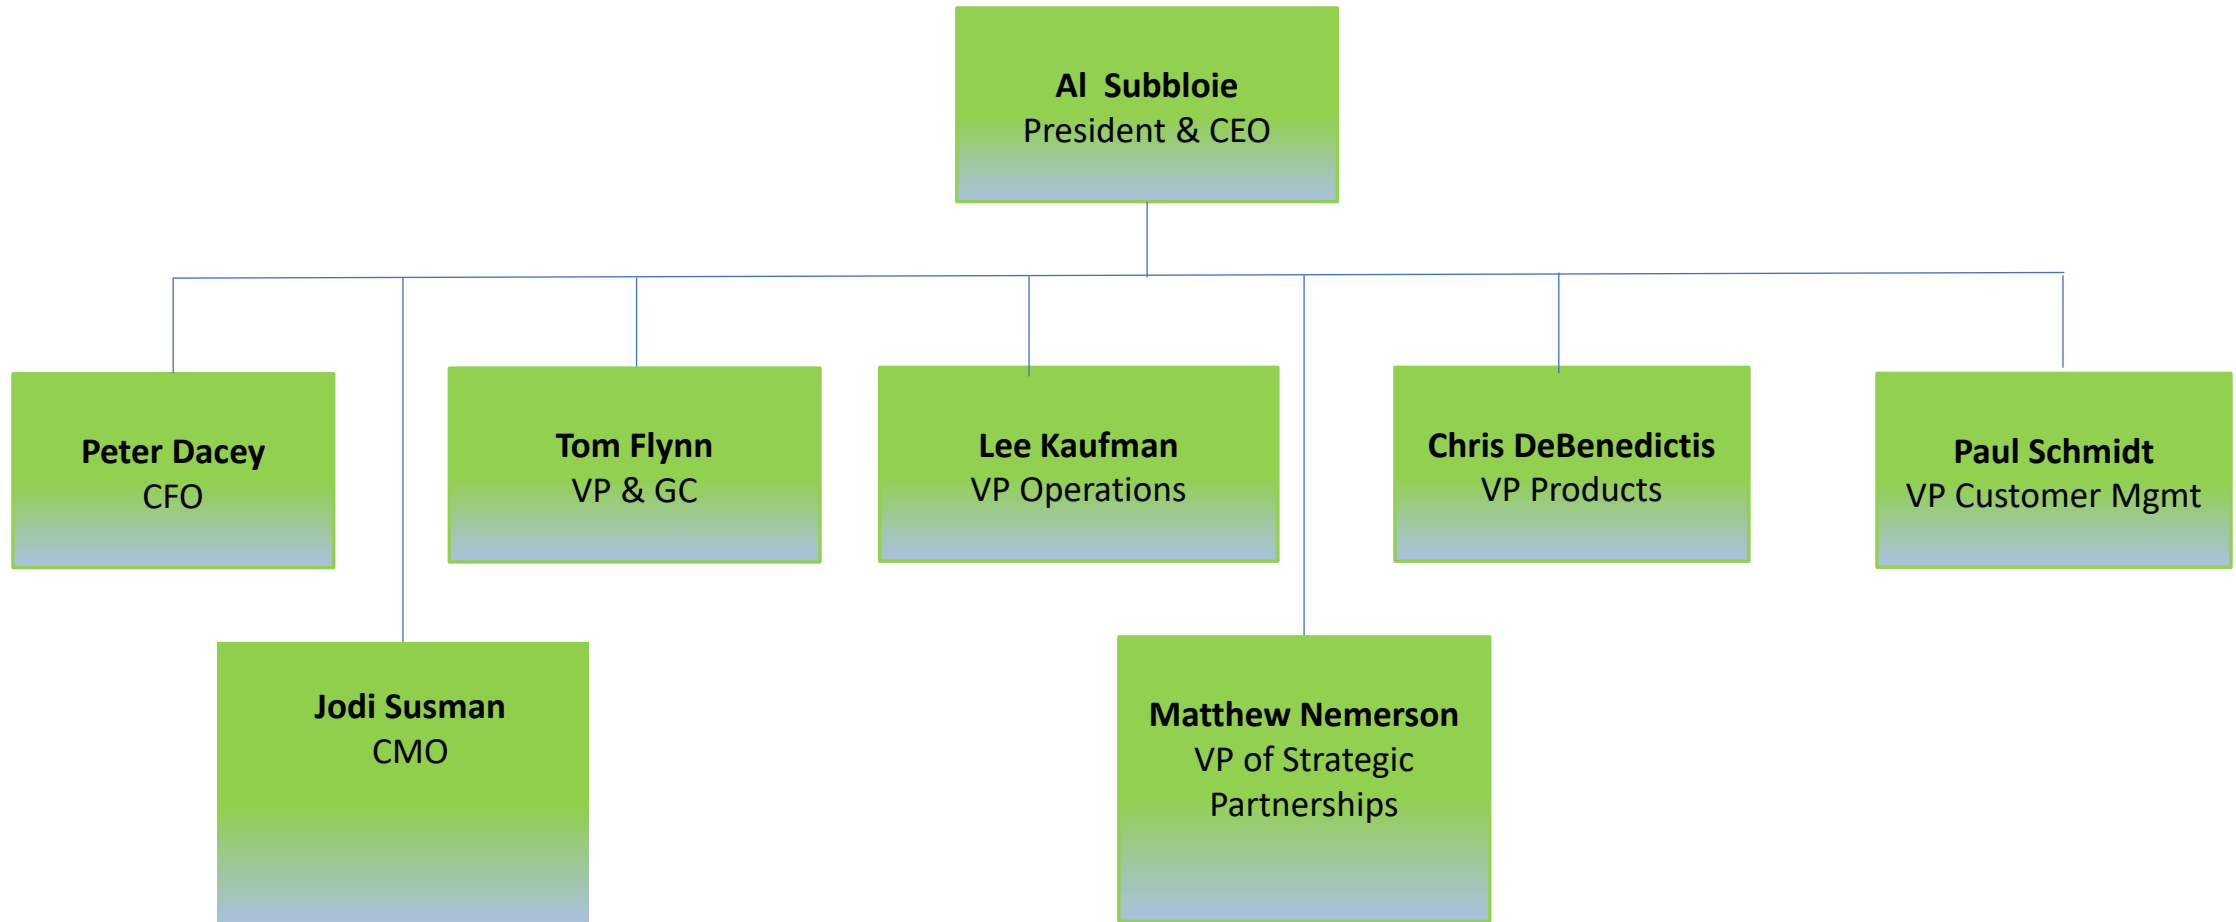 Al  Subbloie
President & CEO
Peter Dacey
CFO
Tom Flynn
VP & GC
Lee Kaufman
VP Operations
Chris DeBenedictis
VP Products
Paul Schmidt
VP Customer Mgmt
Jodi Susman
CMO
Matthew Nemerson
VP of Strategic
Partnerships